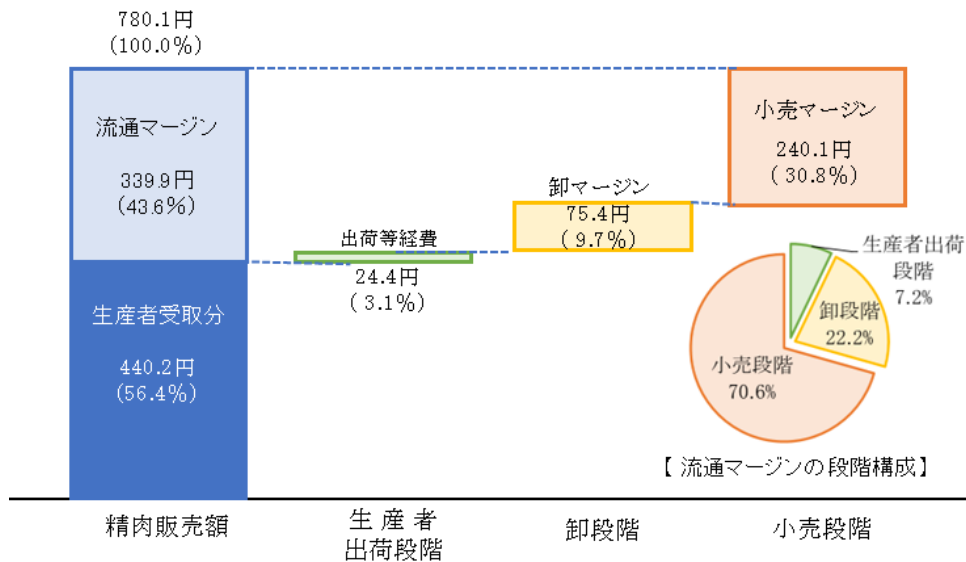 780.1円
(100.0%)
流通マージン
339.9円
(43.6%)
生産者受取分
440.2円
(56.4%)
出荷等経費
24.4円
(3.1%)
卸マージン
75.4円
(9.7%)
小売マージン
240.1円
(30.8%)
生産者出荷
段階
7.2%
卸段階
22.2%
小売段階
70.6%
【 流通マージンの段階構成】
精肉販売額
生 産 者
出荷段階
卸段階
小売段階